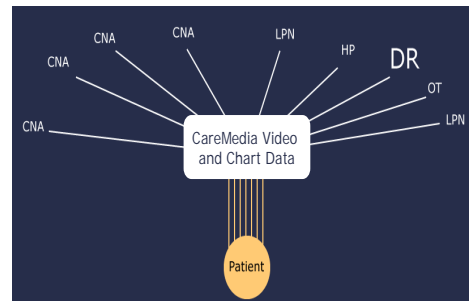 CNA
LPN
CNA
HP
DR
CNA
OT
LPN
CNA
CareMedia Video
and Chart Data
Patient